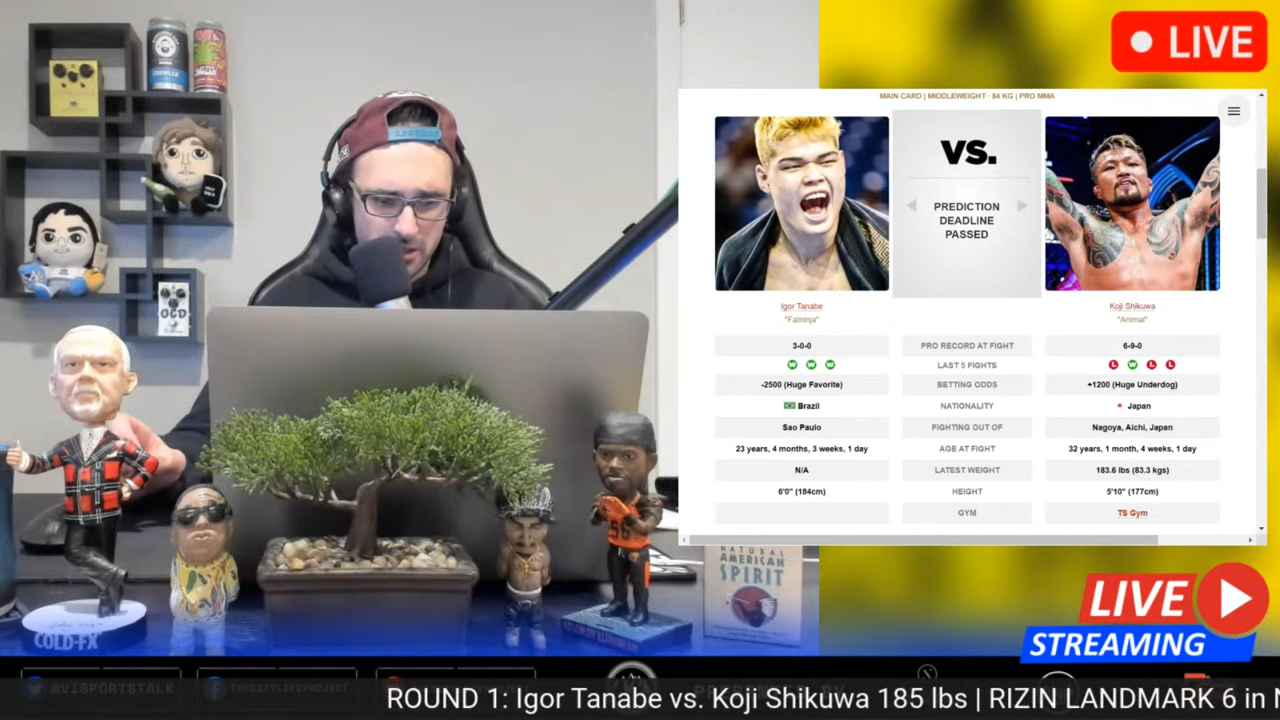 LIVE
MAIN CARD | MIDDLEWEIGHT · 84 KG | PRO MMA
VS.
PREDICTION
DEADLINE
PASSED
Igor Tanabe
Koji Shikuwa
"Fatninja"
"Animal"
3-0-0 PRO RECORD AT FIGHT 6-9-0
W W W LAST 5 FIGHTS L W L L
-2500 (Huge Favorite) BETTING ODDS +1200 (Huge Underdog)
Brazil NATIONALITY Japan
Sao Paulo FIGHTING OUT OF Nagoya, Aichi, Japan
23 years, 4 months, 3 weeks, 1 day AGE AT FIGHT 32 years, 1 month, 4 weeks, 1 day
N/A LATEST WEIGHT 183.6 lbs (83.3 kgs)
6'0" (184cm) HEIGHT 5'10" (177cm)
GYM TS Gym
OCD
56
NATURAL
AMERICAN
SPIRIT
COLD-FX
LIVE
STREAMING
@VISPORTSTALK
THECITYLIFEPROJECT
ROUND 1: Igor Tanabe vs. Koji Shikuwa 185 lbs | RIZIN LANDMARK 6 in N